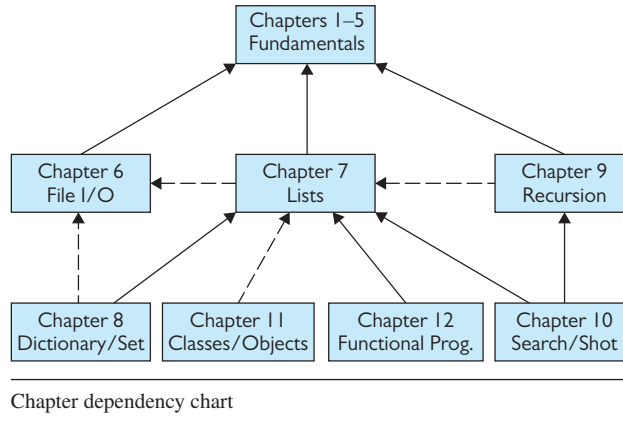 Chapters 1–5
Fundamentals
Chapter 6
File I/O
Chapter 7
Lists
Chapter 9
Recursion
Chapter 8
Dictionary/Set
Chapter 11
Classes/Objects
Chapter 12
Functional Prog.
Chapter 10
Search/Shot
Chapter dependency chart